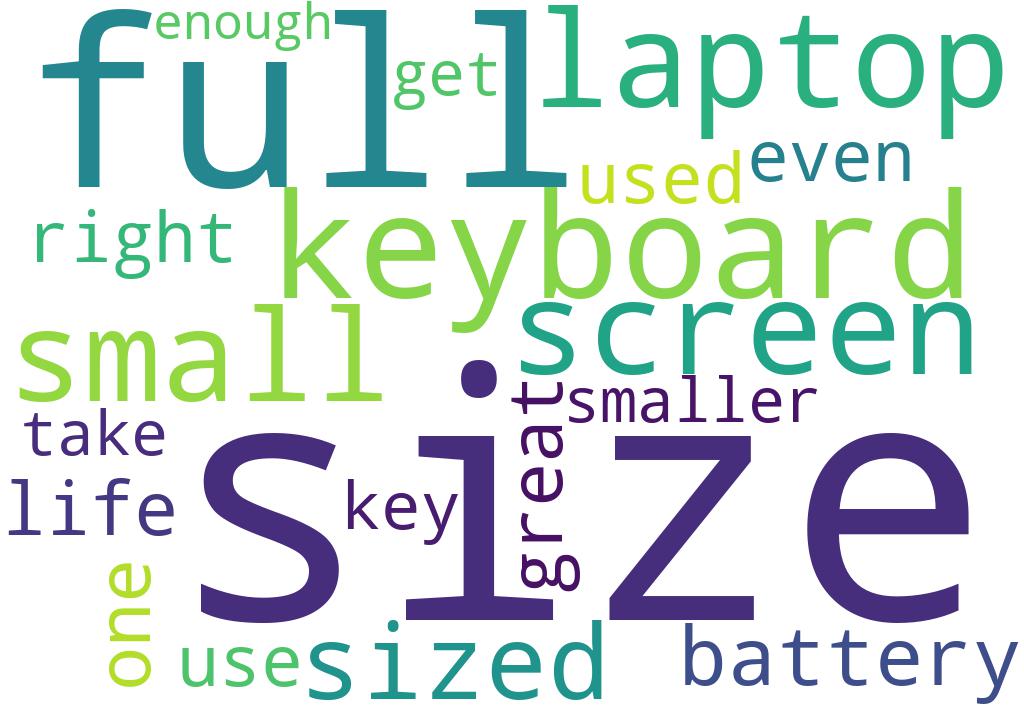 enough
full
get
laptop
used
even
right
keyboard
small
screen
smaller
great
take
size
life
key
one
use
sized
battery